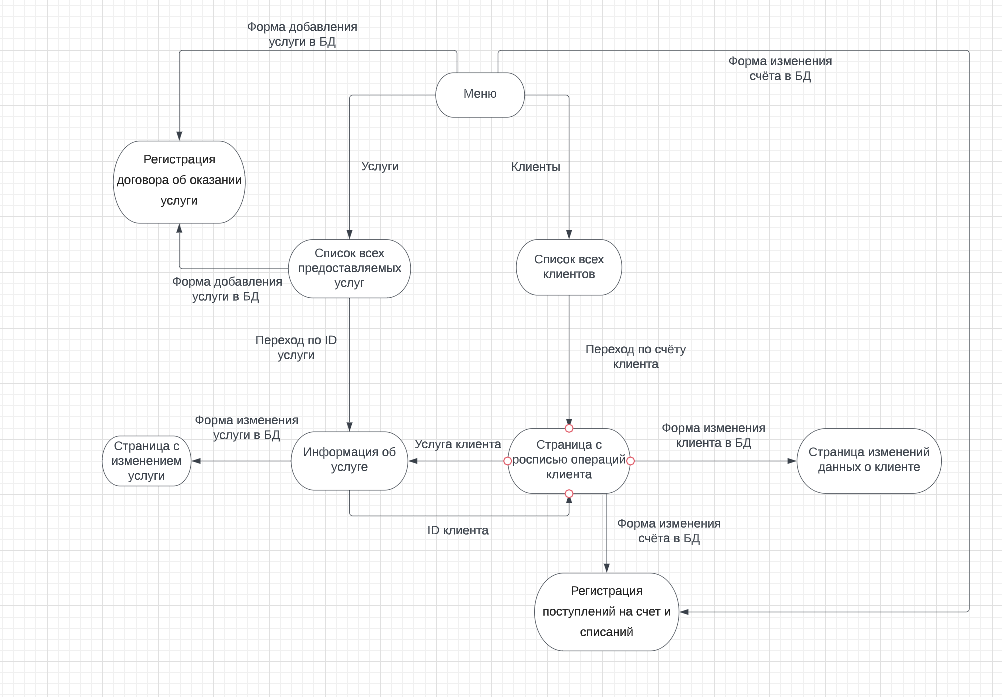 Форма добавления
услуги в БД
Форма изменения
счёта в БД
Меню
Регистрация
договора об оказании
услуги
Услуги
Клиенты
Список всех
предоставляемых
услуг
Список всех
клиентов
Форма добавления
услуги в БД
Переход по ID
услуги
Переход по счёту
клиента
Форма изменения
услуги в БД
Услуга клиента
Форма изменения
клиента в БД
Страница с
изменением
услуги
Информация об
услуге
Страница с
росписью операций
клиента
Страница изменений
данных о клиенте
ID клиента
Форма изменения
счёта в БД
Регистрация
поступлений на счет и
списаний